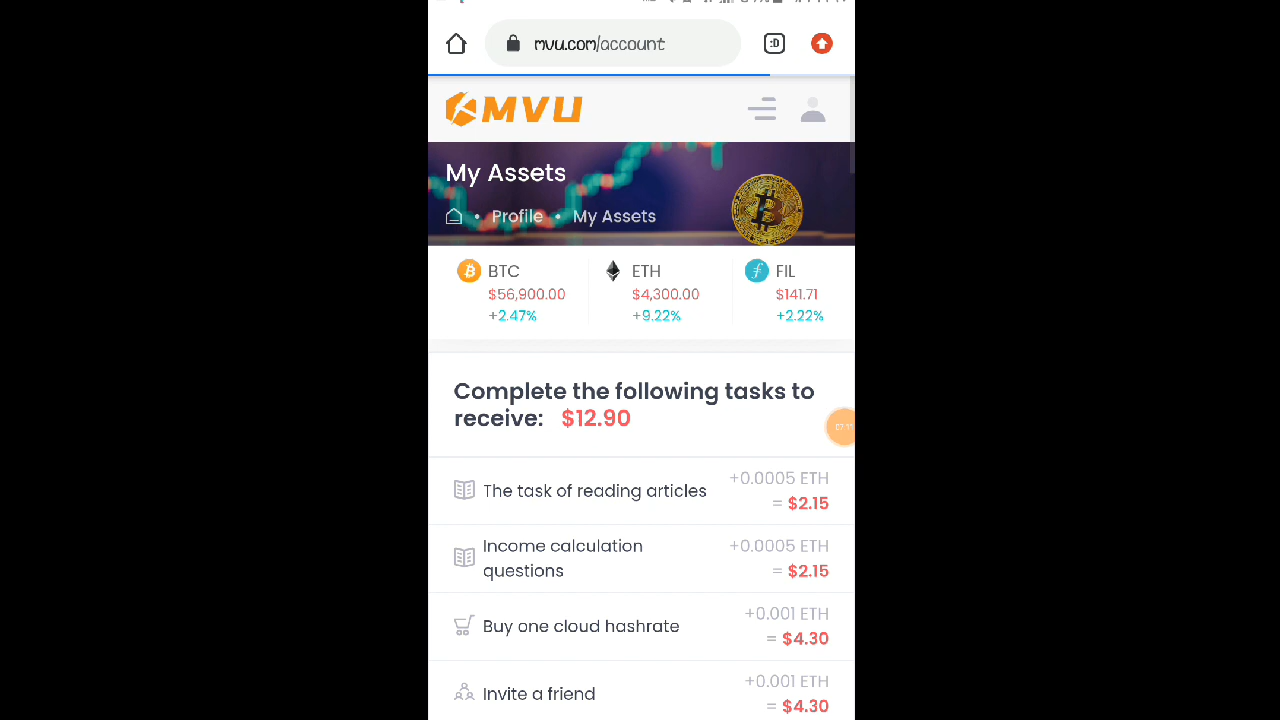 :D
mvu.com/account
MVU
My Assets
• Profile • My Assets
BTC
$56,900.00
+2.47%
ETH
$4,300.00
+9.22%
FIL
$141.71
+2.22%
Complete the following tasks to
receive: $12.90
The task of reading articles
+0.0005 ETH
= $2.15
Income calculation
questions
+0.0005 ETH
= $2.15
Buy one cloud hashrate
+0.001 ETH
= $4.30
Invite a friend
+0.001 ETH
= $4.30